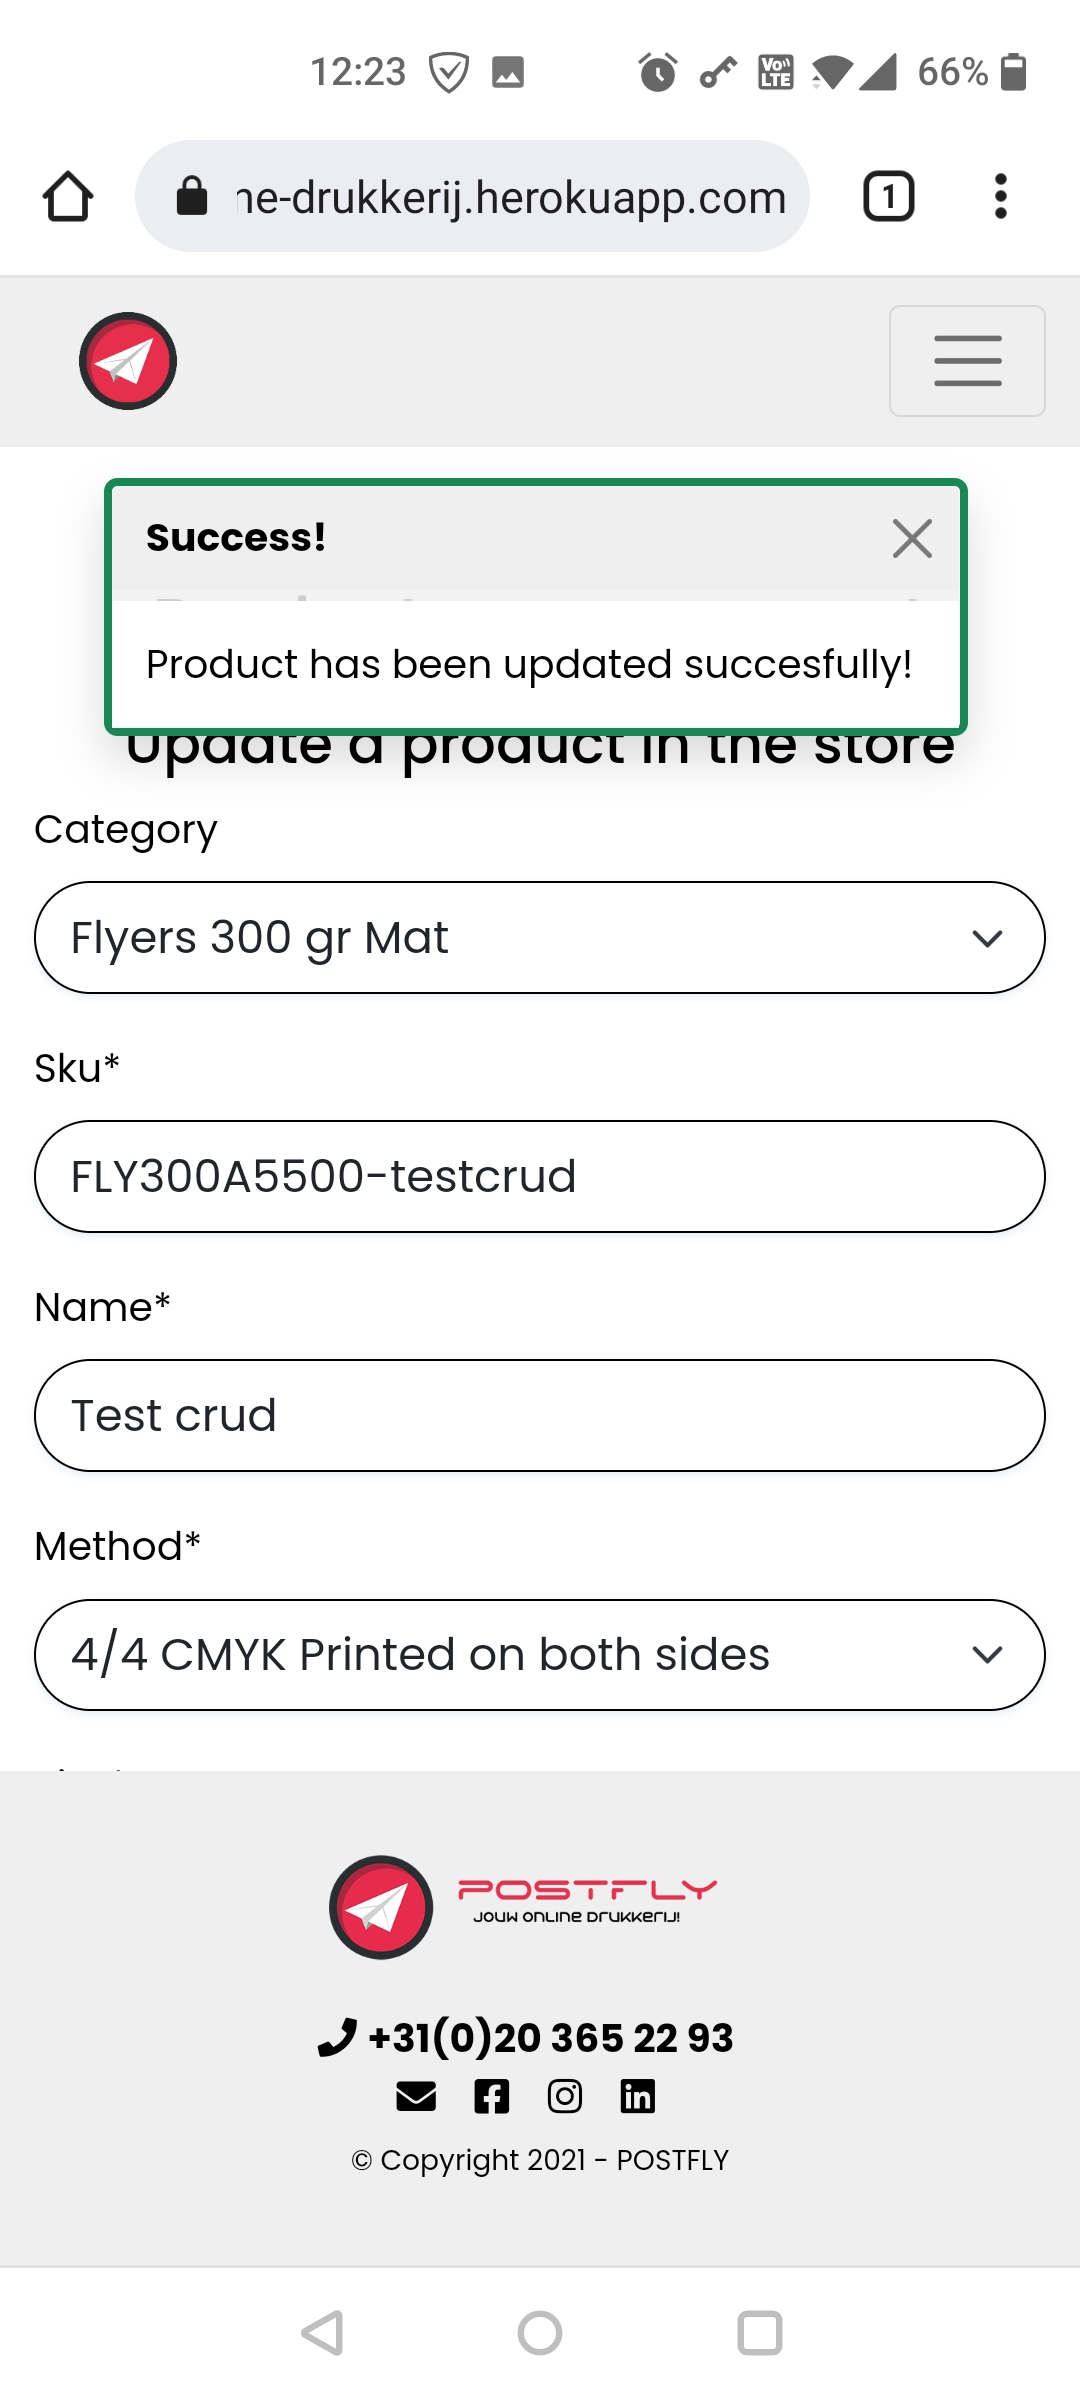 12:23
Vo LTE
66%
ne-drukkerij.herokuapp.com
1
Success!
Product has been updated succesfully!
Update a product in the store
Category
Flyers 300 gr Mat
Sku*
FLY300A5500-testcrud
Name*
Test crud
Method*
4/4 CMYK Printed on both sides
POSTFLY
JOUW ONLINE DRUKKERIJ!
+31(0)20 365 22 93
© Copyright 2021 - POSTFLY